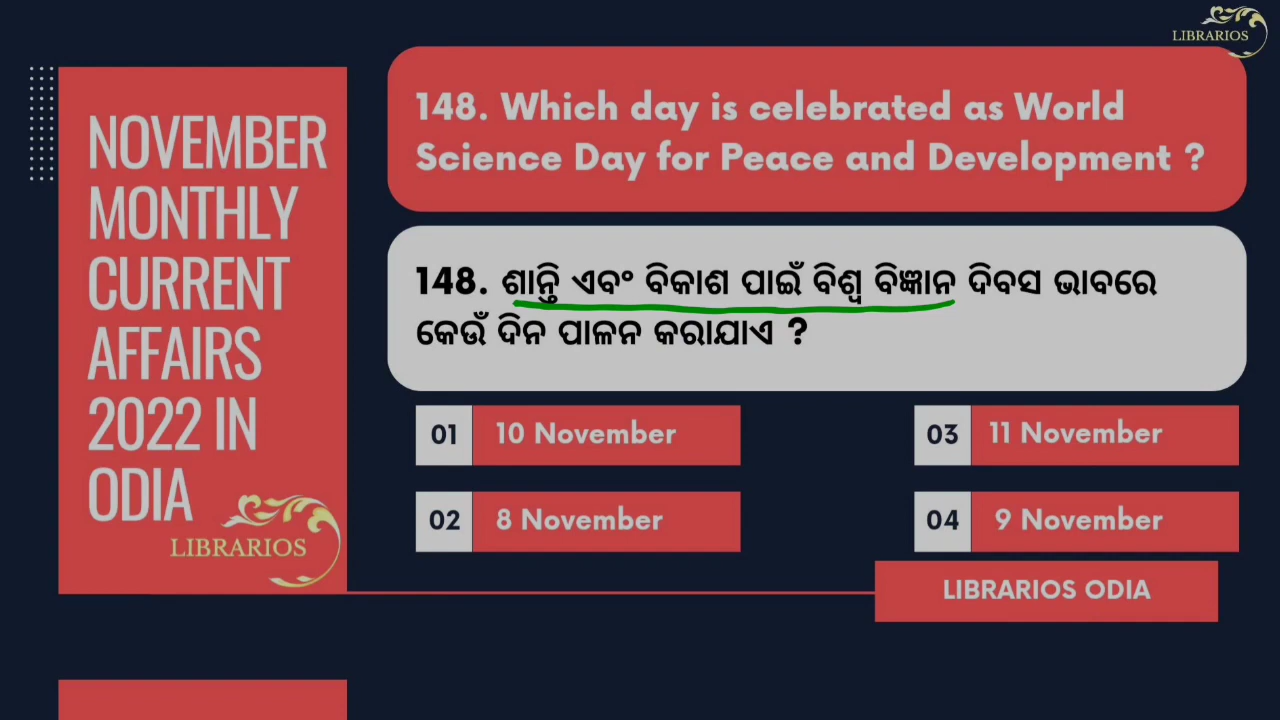 LIBRARIOS
NOVEMBER
MONTHLY
CURRENT
AFFAIRS
2022 IN
ODIA
LIBRARIOS
148. Which day is celebrated as World
Science Day for Peace and Development ?
148. ଶାନ୍ତି ଏବଂ ବିକାଶ ପାଇଁ ବିଶ୍ୱ ବିଜ୍ଞାନ ଦିବସ ଭାବରେ
କେଉଁ ଦିନ ପାଳନ କରାଯାଏ ?
01 10 November
03 11 November
02 8 November
04 9 November
LIBRARIOS ODIA